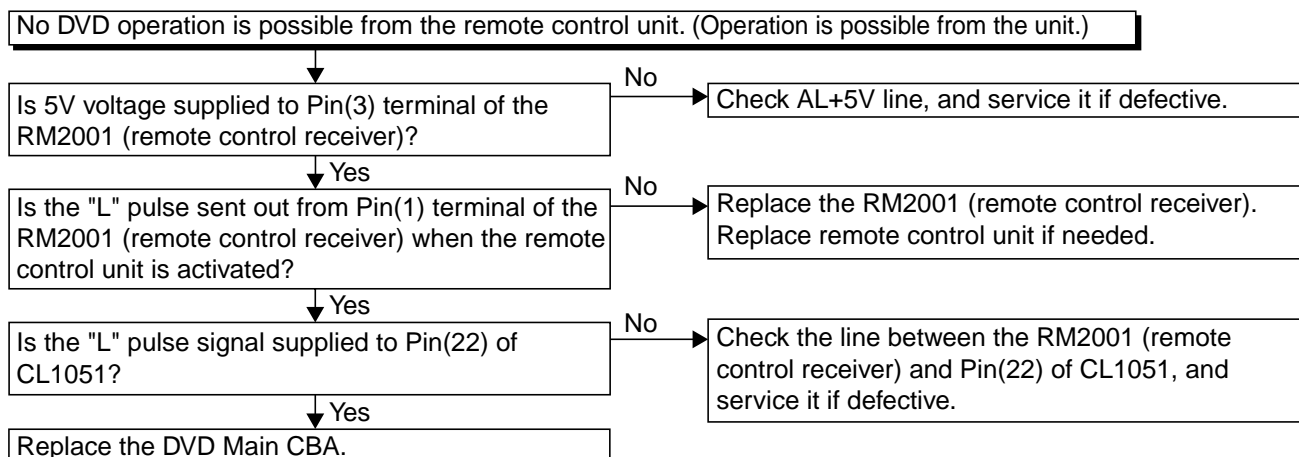 No DVD operation is possible from the remote control unit. (Operation is possible from the unit.)
Is 5V voltage supplied to Pin(3) terminal of the
RM2001 (remote control receiver)?
No
Check AL+5V line, and service it if defective.
Yes
Is the "L" pulse sent out from Pin(1) terminal of the
RM2001 (remote control receiver) when the remote
control unit is activated?
No
Replace the RM2001 (remote control receiver).
Replace remote control unit if needed.
Yes
Is the "L" pulse signal supplied to Pin(22) of
CL1051?
No
Check the line between the RM2001 (remote
control receiver) and Pin(22) of CL1051, and
service it if defective.
Yes
Replace the DVD Main CBA.